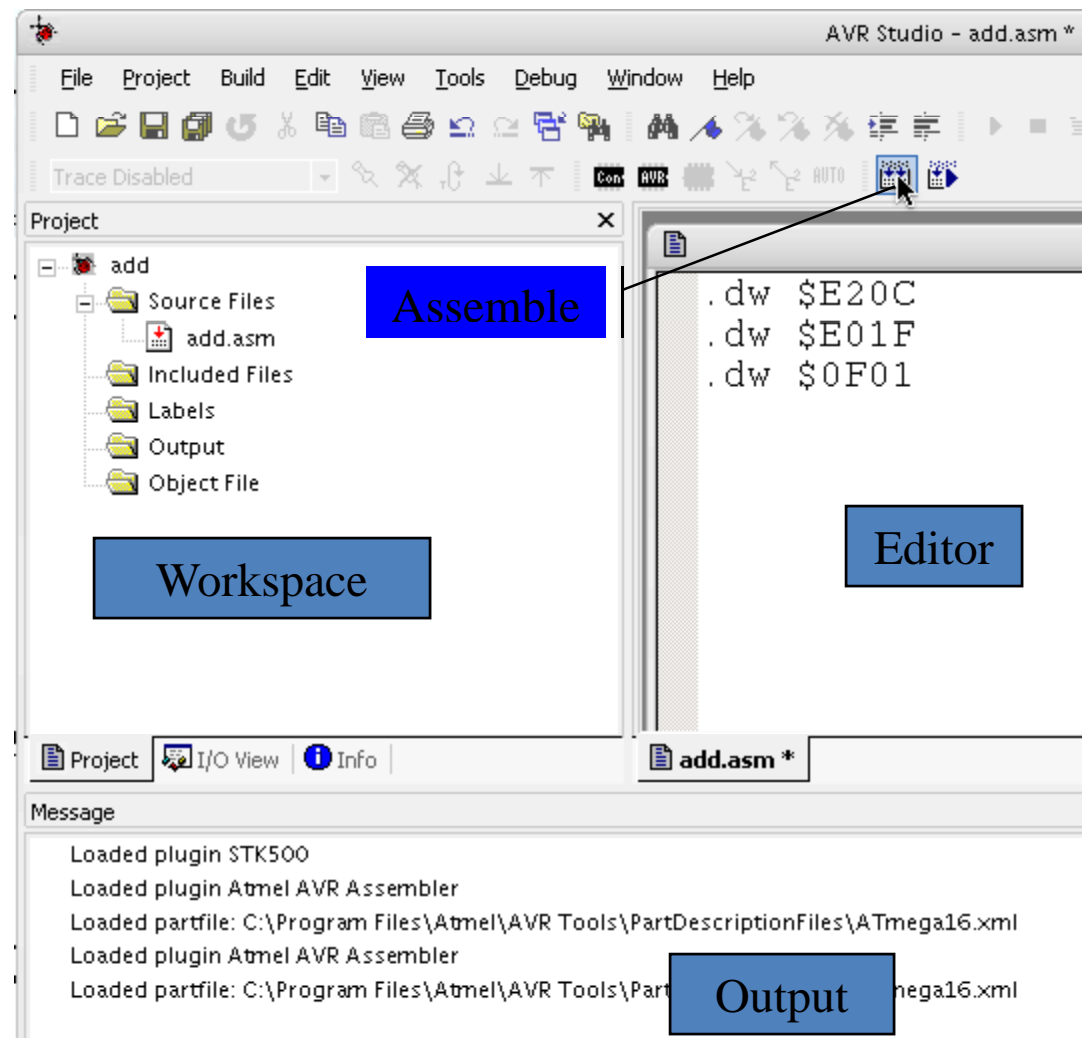 AVR Studio - add.asm *
File Project Build Edit View Tools Debug Window Help
Trace Disabled
Con AVR AUTO
Project
add
Source Files
add.asm
Included Files
Labels
Output
Object File
Assemble
.dw $E20C
.dw $E01F
.dw $0F01
Workspace
Editor
Project I/O View Info
add.asm *
Message
Loaded plugin STK500
Loaded plugin Atmel AVR Assembler
Loaded partfile: C:\Program Files\Atmel\AVR Tools\PartDescriptionFiles\ATmega16.xml
Loaded plugin Atmel AVR Assembler
Loaded partfile: C:\Program Files\Atmel\AVR Tools\Part mega16.xml
Output